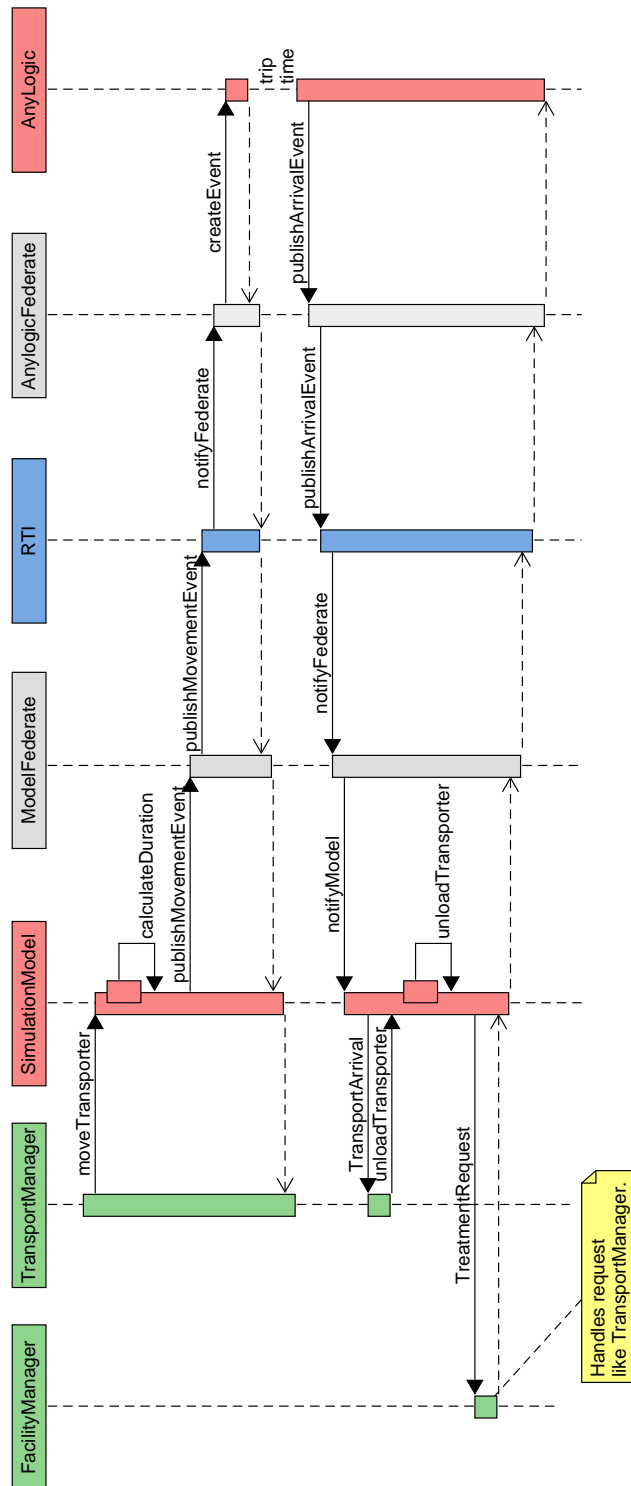 FacilityManager
TransportManager
SimulationModel
ModelFederate
RTI
AnylogicFederate
AnyLogic
moveTransporter
calculateDuration
publishMovementEvent
publishMovementEvent
notifyFederate
createEvent
trip
time
publishArrivalEvent
publishArrivalEvent
notifyFederate
notifyModel
TransportArrival
unloadTransporter
unloadTransporter
TreatmentRequest
Handles request
like TransportManager.